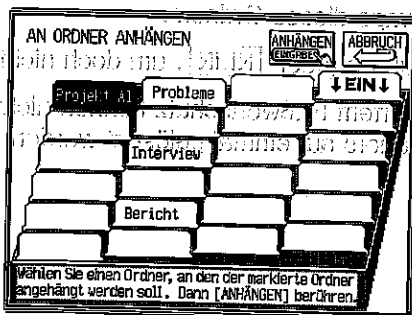 AN ORDNER ANHÄNGEN
ANHÄNGEN
EINGABE
ABBRUCH
Projekt A1
Probleme
↓EIN↓
Interview
Bericht
Wählen Sie einen Ordner, an den der markierte Ordner
angehängt werden soll. Dann [ANHÄNGEN] berühren.